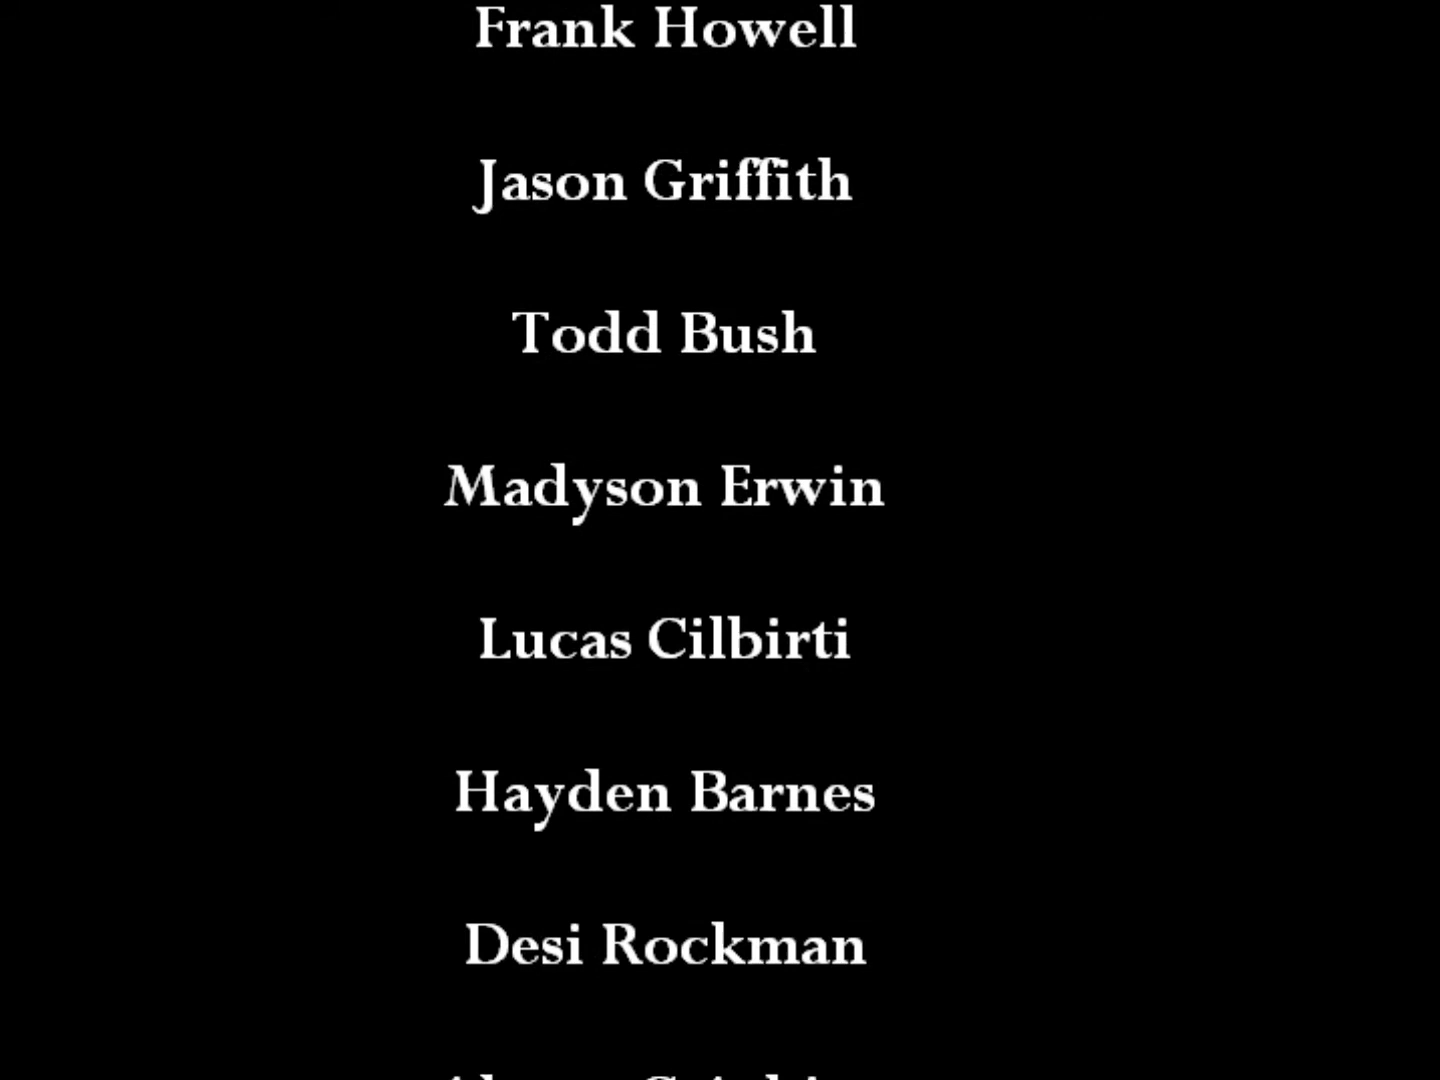 Frank Howell
Jason Griffith
Todd Bush
Madyson Erwin
Lucas Cilbirti
Hayden Barnes
Desi Rockman